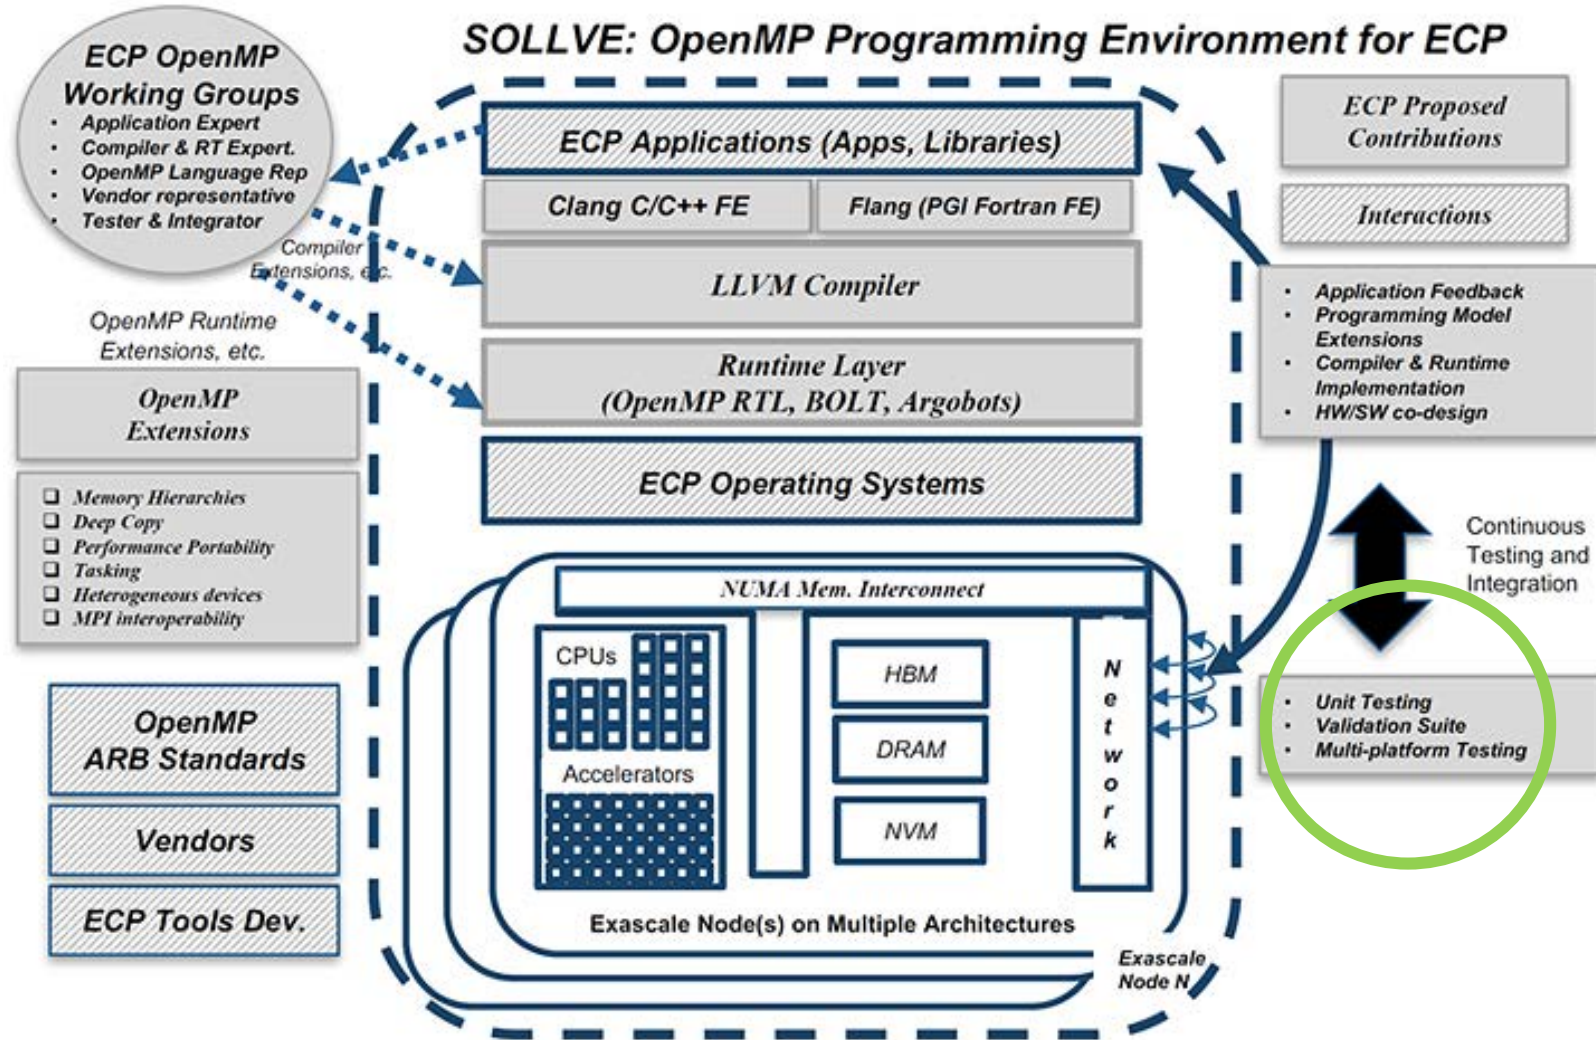 SOLLVE: OpenMP Programming Environment for ECP
ECP OpenMP
Working Groups
• Application Expert
• Compiler & RT Expert.
• OpenMP Language Rep
• Vendor representative
• Tester & Integrator
Compiler
Extensions, etc.
OpenMP Runtime
Extensions, etc.
OpenMP
Extensions
❑ Memory Hierarchies
❑ Deep Copy
❑ Performance Portability
❑ Tasking
❑ Heterogeneous devices
❑ MPI interoperability
OpenMP
ARB Standards
Vendors
ECP Tools Dev.
ECP Applications (Apps, Libraries)
Clang C/C++ FE
Flang (PGI Fortran FE)
LLVM Compiler
Runtime Layer
(OpenMP RTL, BOLT, Argobots)
ECP Operating Systems
NUMA Mem. Interconnect
CPUs
Accelerators
HBM
DRAM
NVM
Network
Exascale Node(s) on Multiple Architectures
Exascale
Node N
ECP Proposed
Contributions
Interactions
• Application Feedback
• Programming Model
Extensions
• Compiler & Runtime
Implementation
• HW/SW co-design
Continuous
Testing and
Integration
• Unit Testing
• Validation Suite
• Multi-platform Testing